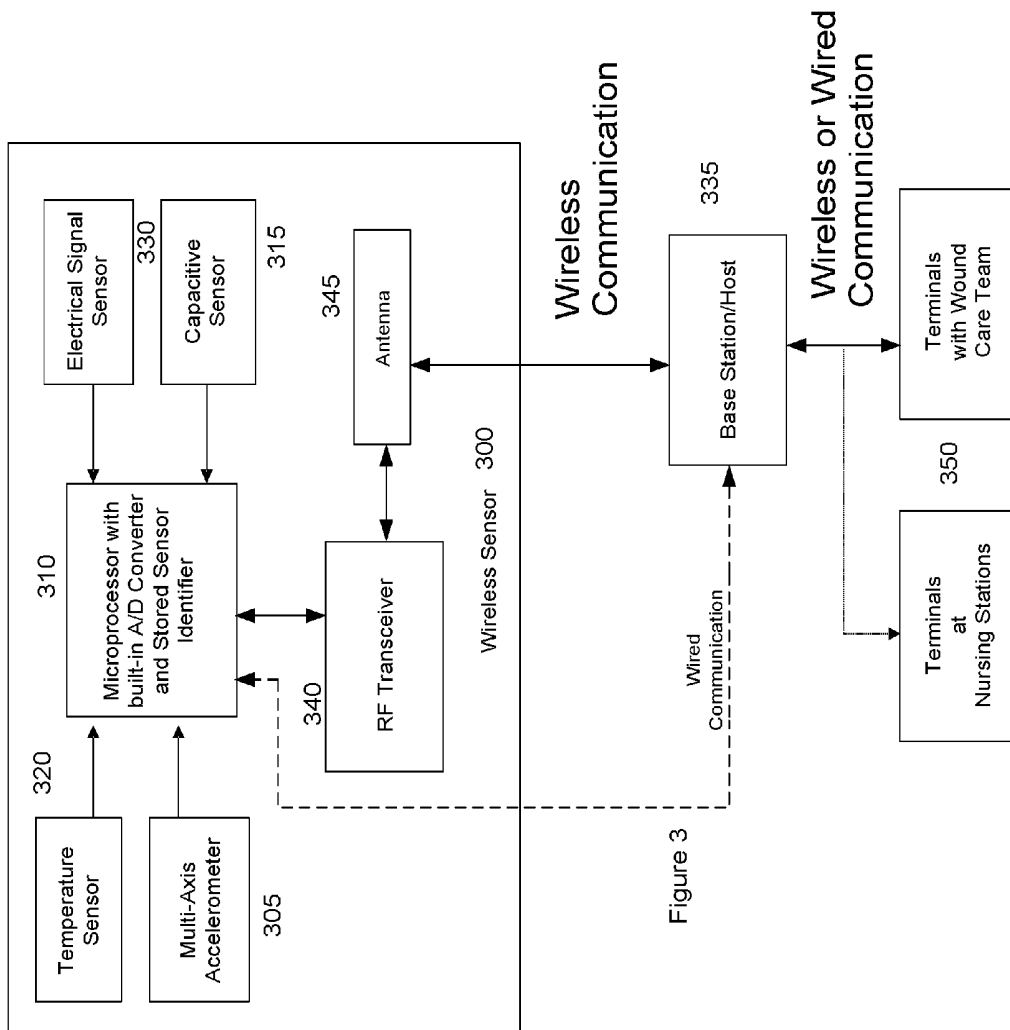 Temperature
Sensor
320
Multi-Axis
Accelerometer
305
310
Microprocessor with
built-in A/D Converter
and Stored Sensor
Identifier
Electrical Signal
Sensor
330
Capacitive
Sensor
315
340
RF Transceiver
345
Antenna
Wireless Sensor 300
Wireless
Communication
Wired
Communication
Figure 3
335
Base Station/Host
Wireless or Wired
Communication
Terminals
at
Nursing Stations
350
Terminals
with Wound
Care Team